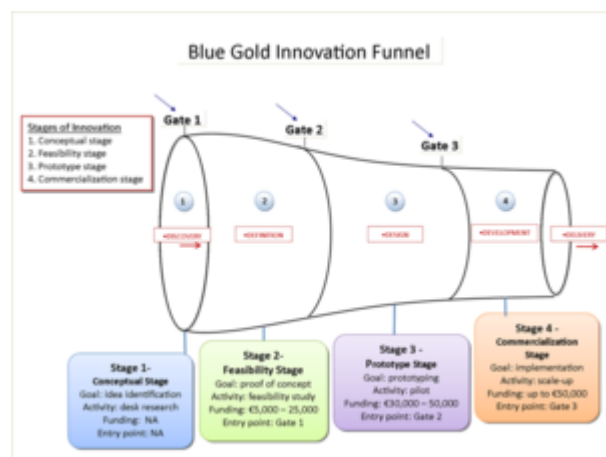 Blue Gold Innovation Funnel
Gate 1
Gate 2
Gate 3
Stages of Innovation
1. Conceptual stage
2. Feasibility stage
3. Prototype stage
4. Commercialization stage
1
2
3
4
•DISCOVERY
•DEFINITION
•DESIGN
•DEVELOPMENT
•DELIVERY
Stage 1-
Conceptual Stage
Goal: idea identification
Activity: desk research
Funding: NA
Entry point: NA
Stage 2-
Feasibility Stage
Goal: proof of concept
Activity: feasibility study
Funding: €5,000 – 25,000
Entry point: Gate 1
Stage 3 -
Prototype Stage
Goal: prototyping
Activity: pilot
Funding: €30,000 – 50,000
Entry point: Gate 2
Stage 4 -
Commercialization
Stage
Goal: implementation
Activity: scale-up
Funding: up to €50,000
Entry point: Gate 3